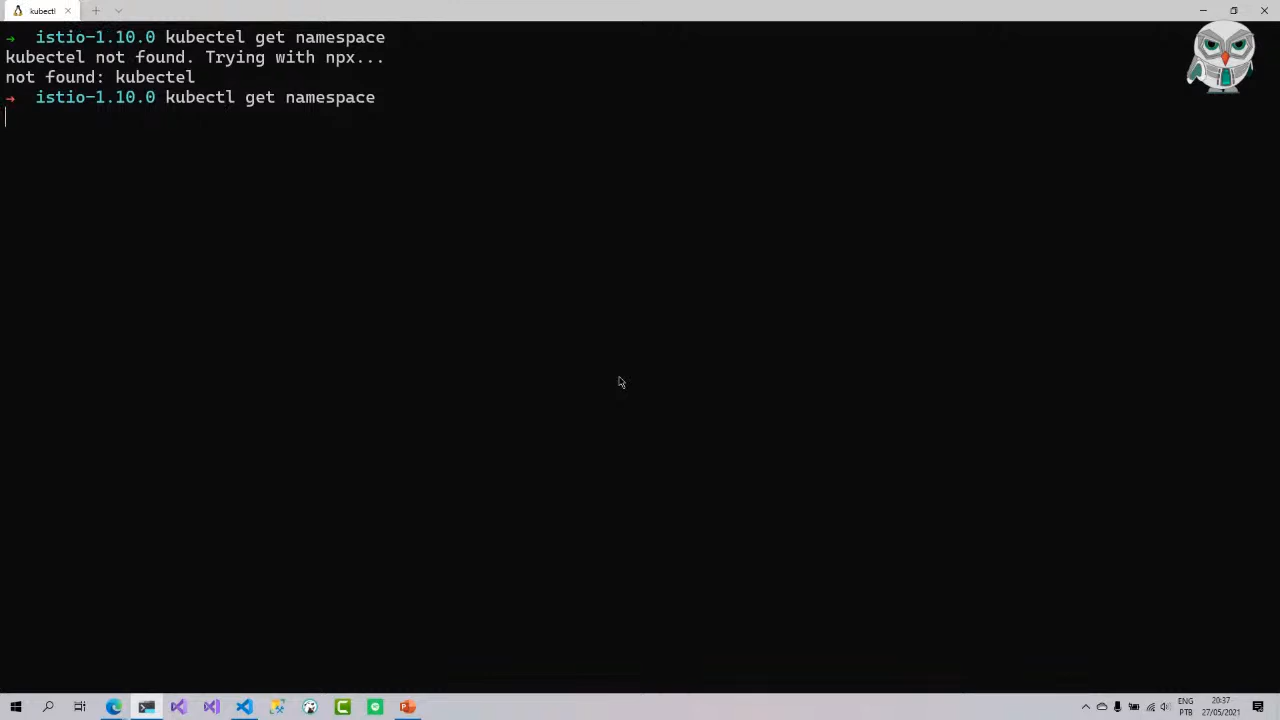 kubectl
→ istio-1.10.0 kubectel get namespace
kubectel not found. Trying with npx...
not found: kubectel
→ istio-1.10.0 kubectl get namespace
ENG
PTB
20:37
27/05/2021